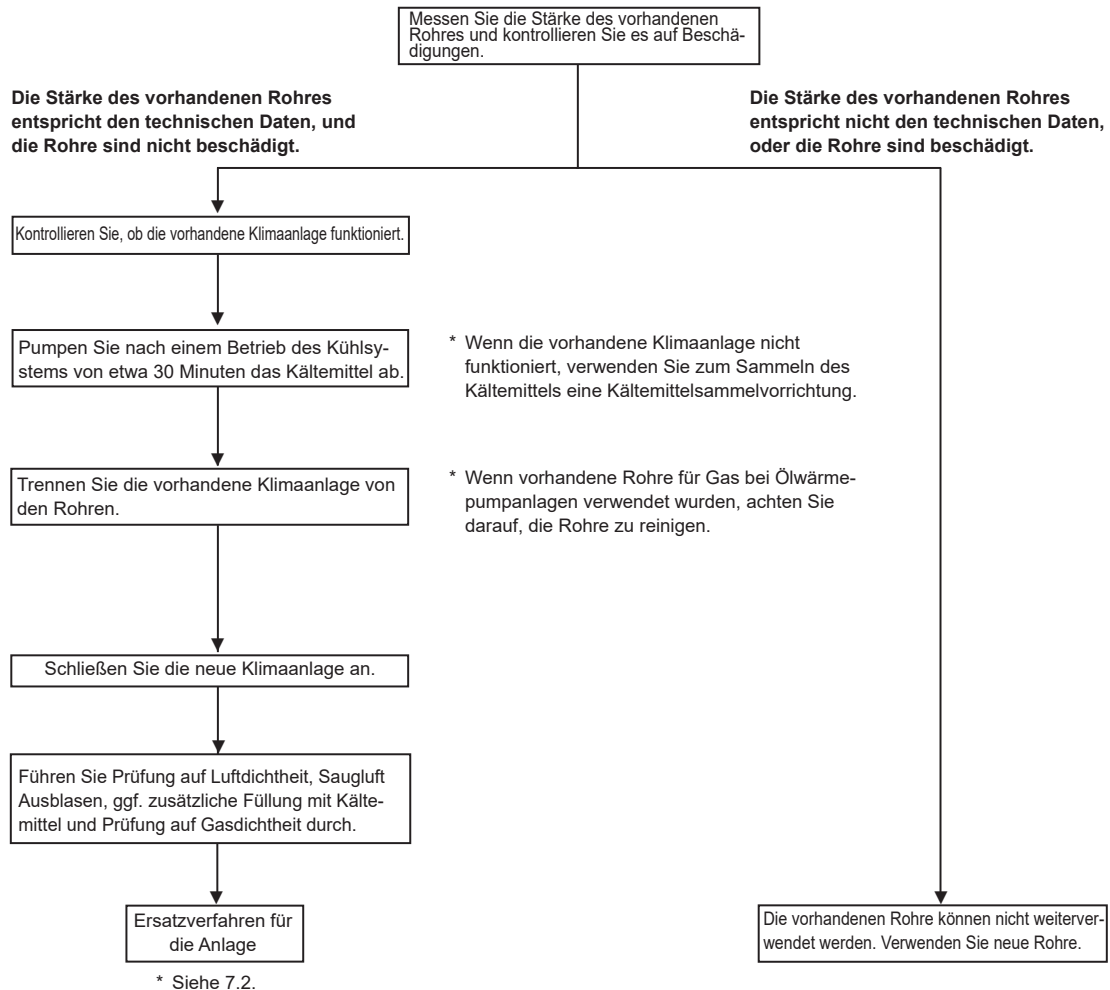 Messen Sie die Stärke des vorhandenen
Rohres und kontrollieren Sie es auf Beschä-
digungen.
Die Stärke des vorhandenen Rohres
entspricht den technischen Daten, und
die Rohre sind nicht beschädigt.
Die Stärke des vorhandenen Rohres
entspricht nicht den technischen Daten,
oder die Rohre sind beschädigt.
Kontrollieren Sie, ob die vorhandene Klimaanlage funktioniert.
Pumpen Sie nach einem Betrieb des Kühlsy-
stems von etwa 30 Minuten das Kältemittel ab.
* Wenn die vorhandene Klimaanlage nicht
funktioniert, verwenden Sie zum Sammeln des
Kältemittels eine Kältemittelsammelvorrichtung.
Trennen Sie die vorhandene Klimaanlage von
den Rohren.
* Wenn vorhandene Rohre für Gas bei Ölwärme-
pumpanlagen verwendet wurden, achten Sie
darauf, die Rohre zu reinigen.
Schließen Sie die neue Klimaanlage an.
Führen Sie Prüfung auf Luftdichtheit, Saugluft
Ausblasen, ggf. zusätzliche Füllung mit Kälte-
mittel und Prüfung auf Gasdichtheit durch.
Ersatzverfahren für
die Anlage
* Siehe 7.2.
Die vorhandenen Rohre können nicht weiterver-
wendet werden. Verwenden Sie neue Rohre.